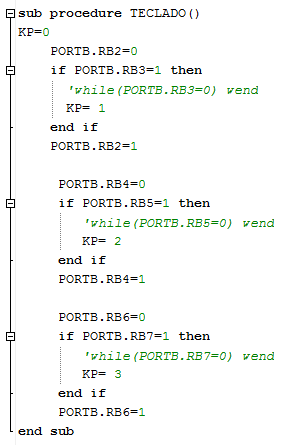 sub procedure TECLADO()
KP=0
PORTB.RB2=0
if PORTB.RB3=1 then
'while(PORTB.RB3=0) wend
KP= 1
end if
PORTB.RB2=1
PORTB.RB4=0
if PORTB.RB5=1 then
'while(PORTB.RB5=0) wend
KP= 2
end if
PORTB.RB4=1
PORTB.RB6=0
if PORTB.RB7=1 then
'while(PORTB.RB7=0) wend
KP= 3
end if
PORTB.RB6=1
end sub